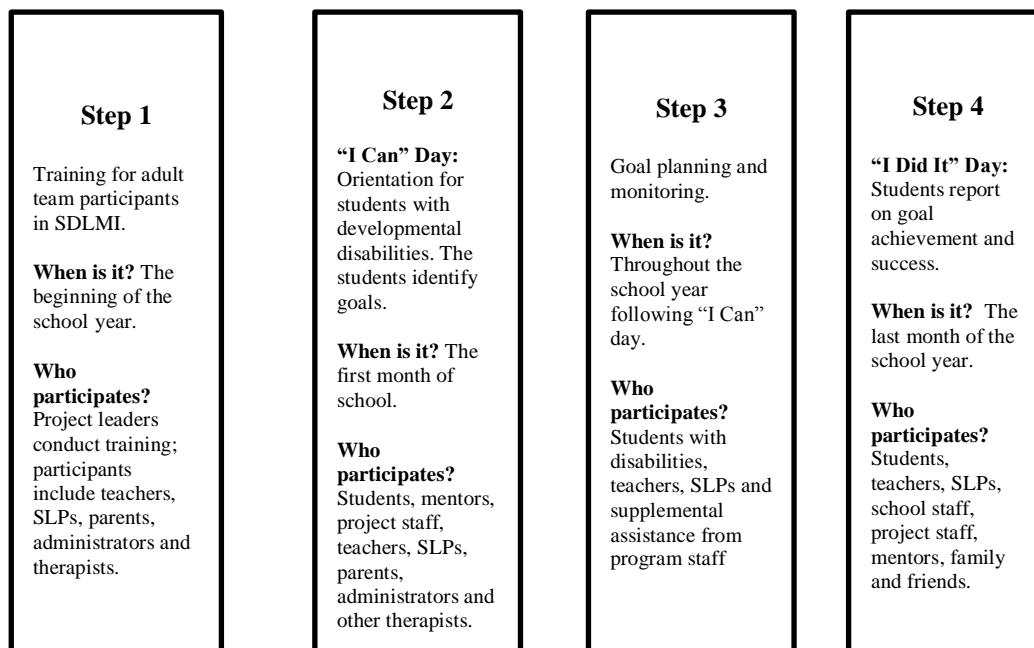 Step 1
Training for adult
team participants
in SDLMI.
When is it? The
beginning of the
school year.
Who
participates?
Project leaders
conduct training;
participants
include teachers,
SLPs, parents,
administrators and
therapists.
Step 2
“I Can” Day:
Orientation for
students with
developmental
disabilities. The
students identify
goals.
When is it? The
first month of
school.
Who
participates?
Students, mentors,
project staff,
teachers, SLPs,
parents,
administrators and
other therapists.
Step 3
Goal planning and
monitoring.
When is it?
Throughout the
school year
following “I Can”
day.
Who
participates?
Students with
disabilities,
teachers, SLPs and
supplemental
assistance from
program staff
Step 4
“I Did It” Day:
Students report
on goal
achievement and
success.
When is it?  The
last month of the
school year.
Who
participates?
Students,
teachers, SLPs,
school staff,
project staff,
mentors, family
and friends.